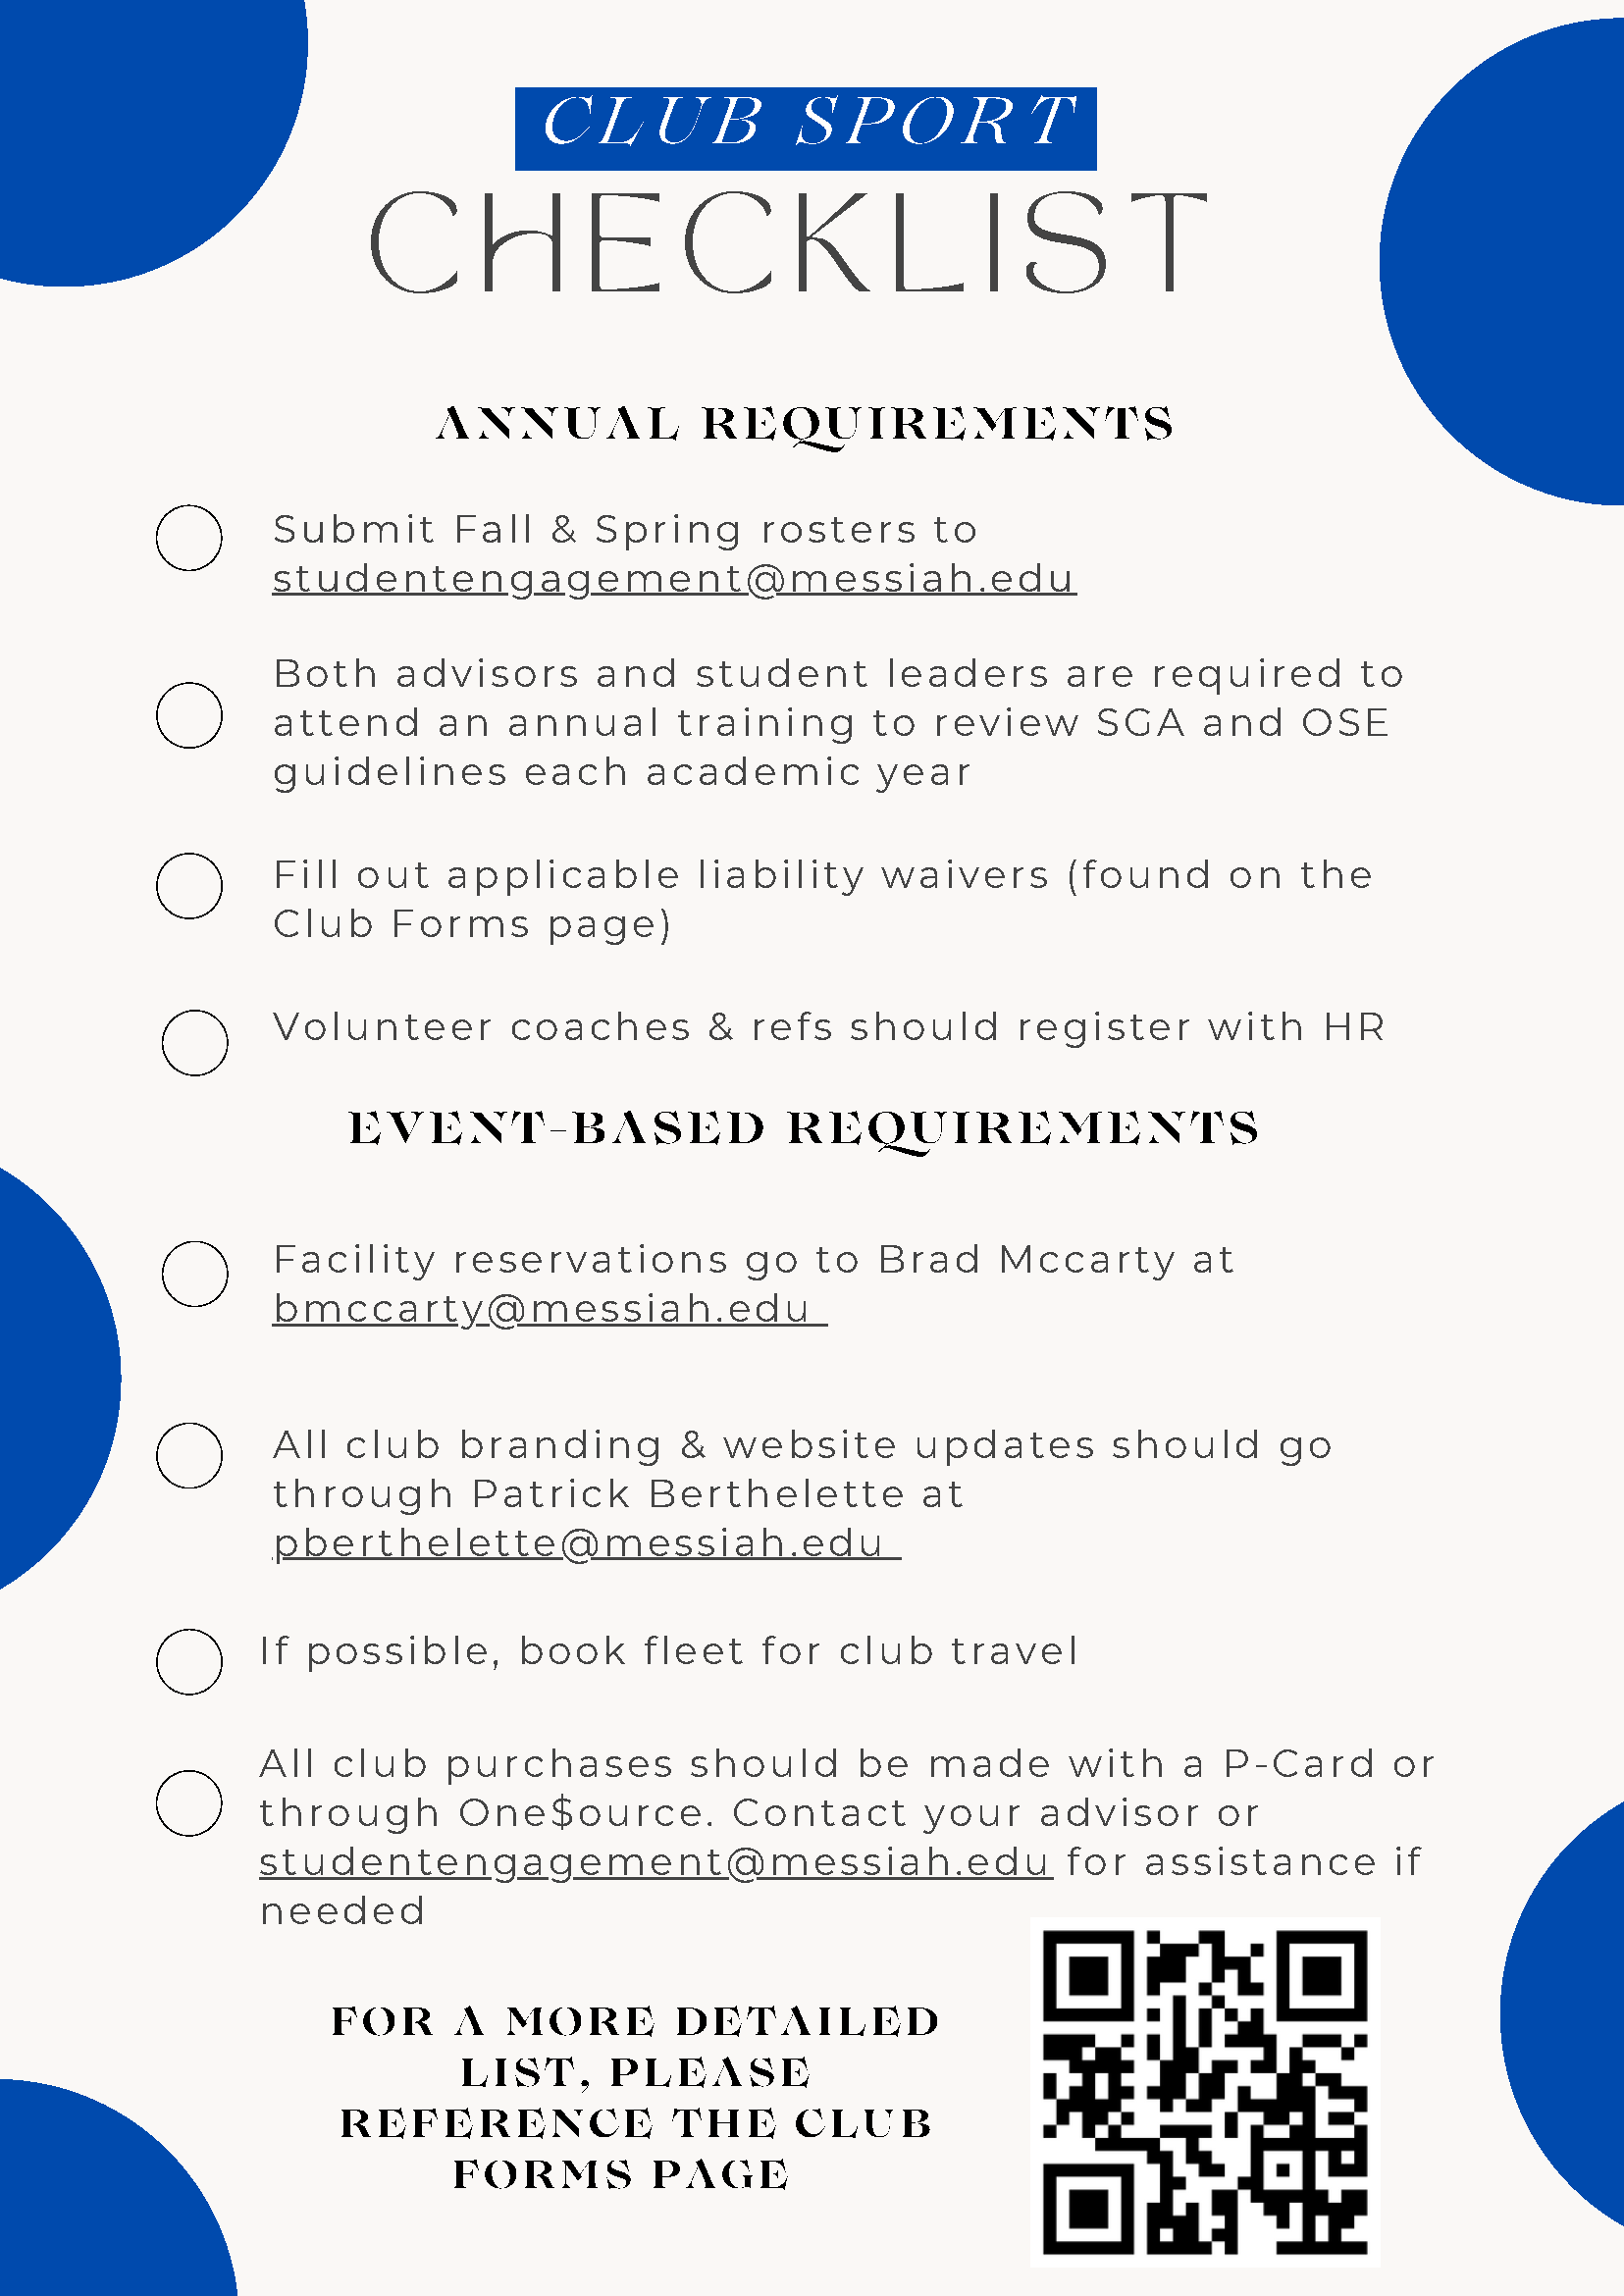 CLUB SPORT
CHECKLIST
ANNUAL REQUIREMENTS
Submit Fall & Spring rosters to
studentengagement@messiah.edu
Both advisors and student leaders are required to
attend an annual training to review SGA and OSE
guidelines each academic year
Fill out applicable liability waivers (found on the
Club Forms page)
Volunteer coaches & refs should register with HR
EVENT-BASED REQUIREMENTS
Facility reservations go to Brad Mccarty at
bmccarty@messiah.edu
All club branding & website updates should go
through Patrick Berthelette at
pberthelette@messiah.edu
If possible, book fleet for club travel
All club purchases should be made with a P-Card or
through One$ource. Contact your advisor or
studentengagement@messiah.edu for assistance if
needed
FOR A MORE DETAILED
LIST, PLEASE
REFERENCE THE CLUB
FORMS PAGE